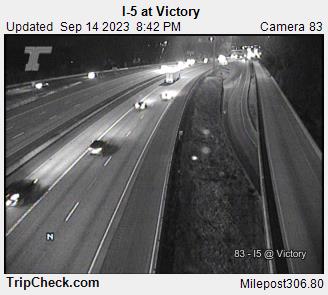 I-5 at Victory
Updated Sep 14 2023 8:42 PM Camera 83
T
N
83 - I5 @ Victory
TripCheck.com Milepost306.80